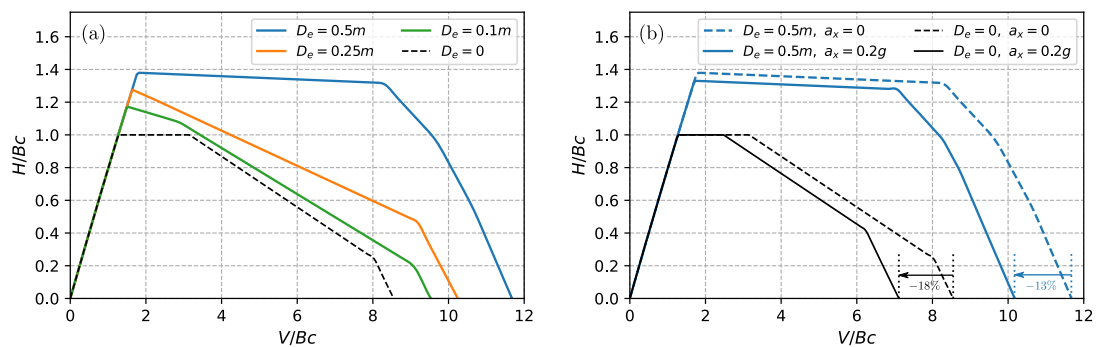 (a)
D_e = 0.5m
D_e = 0.25m
D_e = 0.1m
D_e = 0
H/Bc
1.6
1.4
1.2
1.0
0.8
0.6
0.4
0.2
0.0
0 2 4 6 8 10 12
V/Bc
(b)
D_e = 0.5m, a_x = 0
D_e = 0.5m, a_x = 0.2g
D_e = 0, a_x = 0
D_e = 0, a_x = 0.2g
H/Bc
1.6
1.4
1.2
1.0
0.8
0.6
0.4
0.2
0.0
−18%
−13%
0 2 4 6 8 10 12
V/Bc